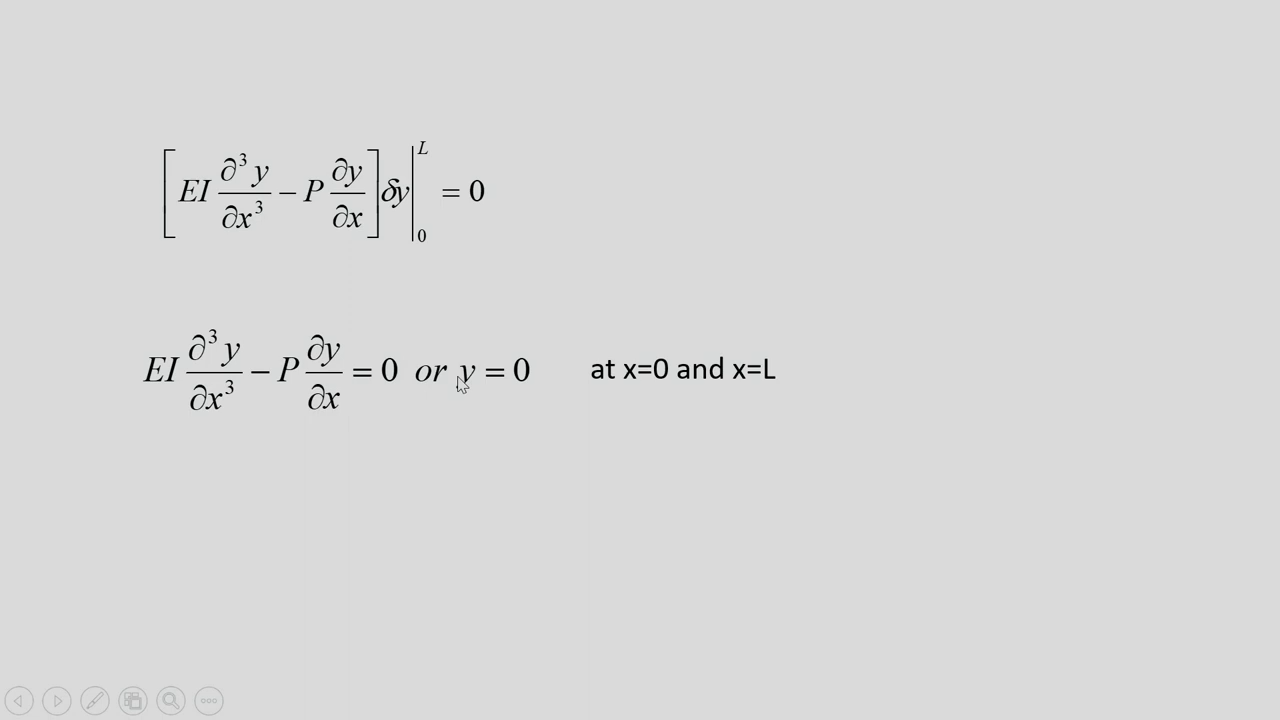 [EI ∂³y/∂x³ − P ∂y/∂x] δy |₀ᴸ = 0
EI ∂³y/∂x³ − P ∂y/∂x = 0 or y = 0 at x=0 and x=L